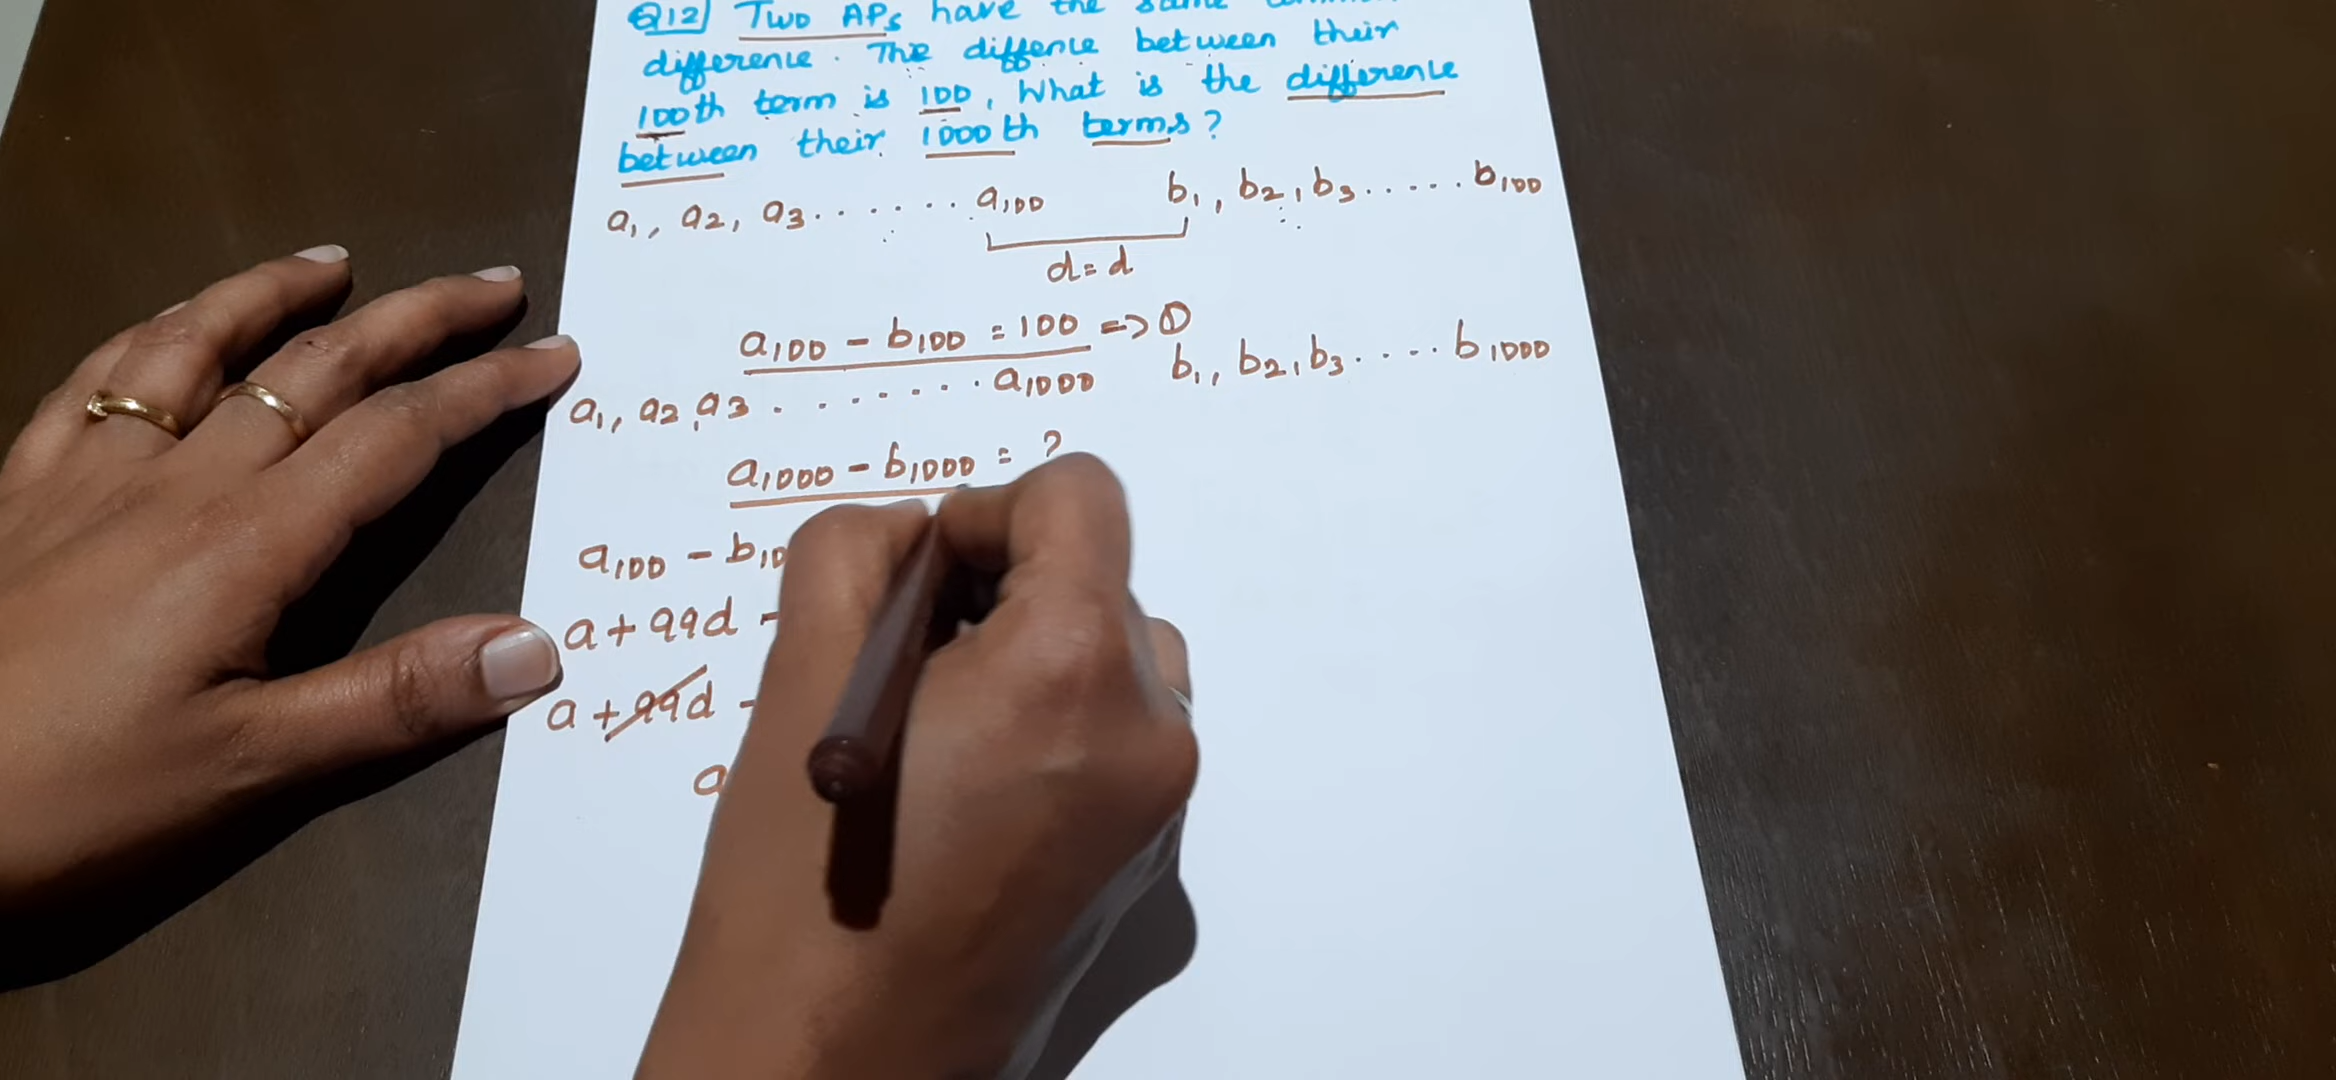 Q12) Two APs have the same
difference. The diffence between their
100th term is 100, What is the difference
between their 1000th terms?
a1, a2, a3.......a100 b1, b2, b3.....b100
d=d
a100 - b100 = 100 => ①
a1, a2, a3.......a1000 b1, b2, b3....b1000
a1000 - b1000 = ?
a100 - b10
a + 99d -
a + 99d -
a